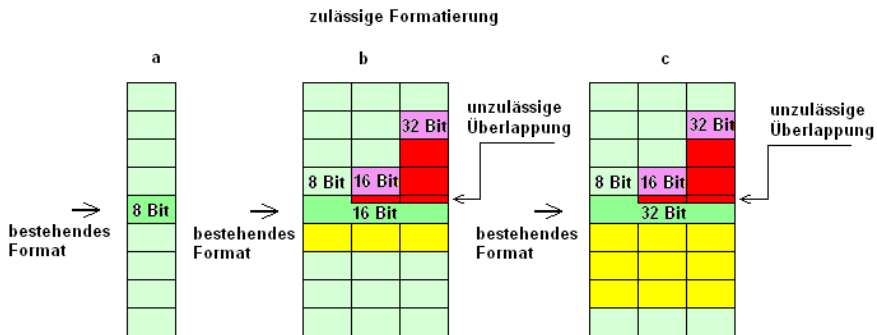 zulässige Formatierung
a
b
c
unzulässige
Überlappung
unzulässige
Überlappung
32 Bit
32 Bit
8 Bit
16 Bit
8 Bit
16 Bit
8 Bit
16 Bit
32 Bit
bestehendes
Format
bestehendes
Format
bestehendes
Format